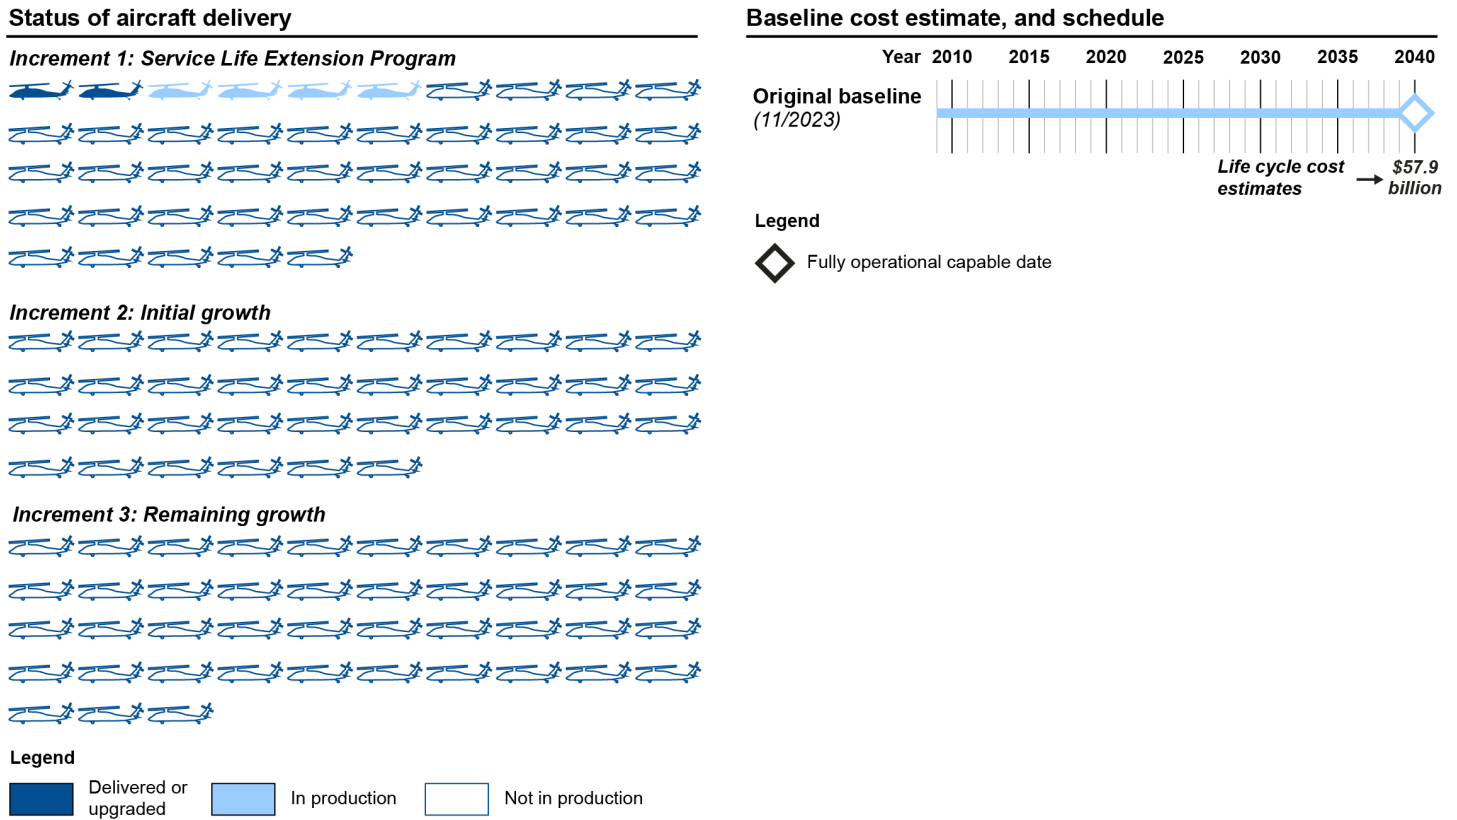 Status of aircraft delivery
Increment 1: Service Life Extension Program
Increment 2: Initial growth
Increment 3: Remaining growth
Legend
Delivered or
upgraded
In production
Not in production
Baseline cost estimate, and schedule
Year 2010 2015 2020 2025 2030 2035 2040
Original baseline
(11/2023)
Life cycle cost
estimates
$57.9
billion
Legend
Fully operational capable date